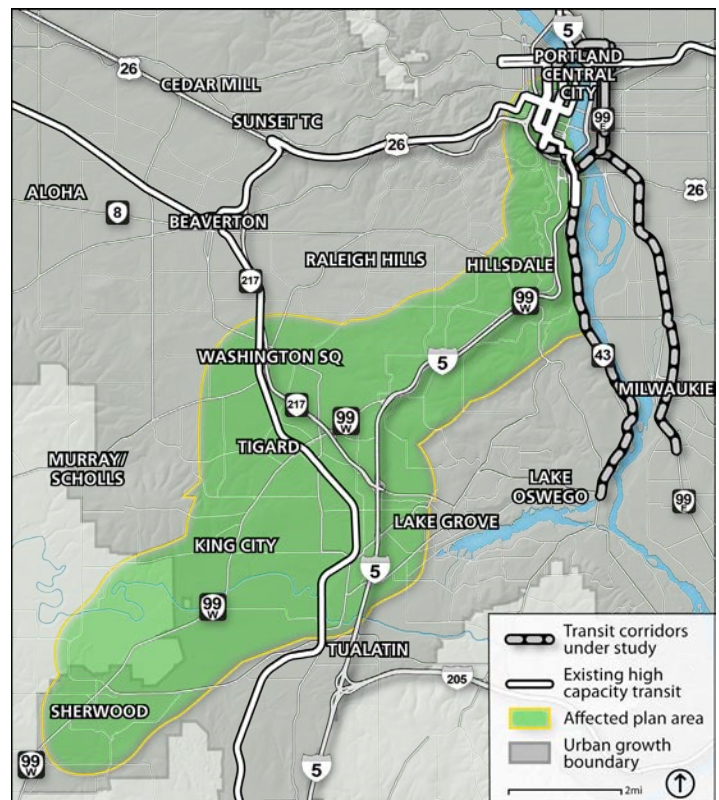 5
PORTLAND
CENTRAL
CITY
26
CEDAR MILL
99
E
SUNSET TC
26
26
ALOHA
8
BEAVERTON
RALEIGH HILLS
HILLSDALE
217
99
W
WASHINGTON SQ
5
43
MILWAUKIE
217
99
W
TIGARD
MURRAY/
SCHOLLS
LAKE
OSWEGO
99
E
LAKE GROVE
KING CITY
5
99
W
TUALATIN
205
SHERWOOD
99
W
5
Transit corridors
under study
Existing high
capacity transit
Affected plan area
Urban growth
boundary
2mi